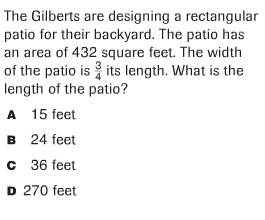 The Gilberts are designing a rectangular
patio for their backyard. The patio has
an area of 432 square feet. The width
of the patio is 3/4 its length. What is the
length of the patio?
A 15 feet
B 24 feet
C 36 feet
D 270 feet